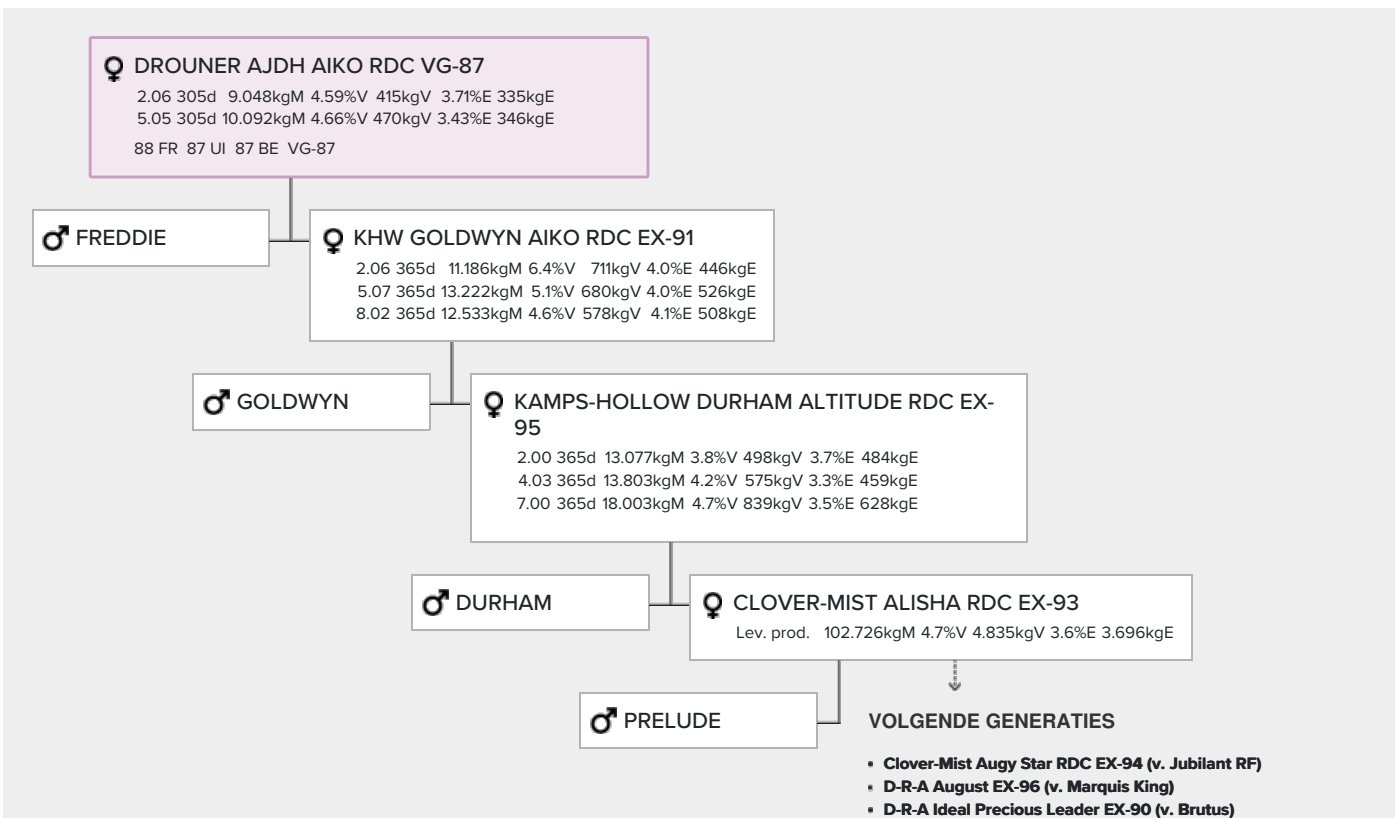 DROUNER AJDH AIKO RDC VG-87
2.06 305d 9.048kgM 4.59%V 415kgV 3.71%E 335kgE
5.05 305d 10.092kgM 4.66%V 470kgV 3.43%E 346kgE
88 FR 87 UI 87 BE VG-87
FREDDIE
KHW GOLDWYN AIKO RDC EX-91
2.06 365d 11.186kgM 6.4%V 711kgV 4.0%E 446kgE
5.07 365d 13.222kgM 5.1%V 680kgV 4.0%E 526kgE
8.02 365d 12.533kgM 4.6%V 578kgV 4.1%E 508kgE
GOLDWYN
KAMPS-HOLLOW DURHAM ALTITUDE RDC EX-
95
2.00 365d 13.077kgM 3.8%V 498kgV 3.7%E 484kgE
4.03 365d 13.803kgM 4.2%V 575kgV 3.3%E 459kgE
7.00 365d 18.003kgM 4.7%V 839kgV 3.5%E 628kgE
DURHAM
CLOVER-MIST ALISHA RDC EX-93
Lev. prod. 102.726kgM 4.7%V 4.835kgV 3.6%E 3.696kgE
PRELUDE
VOLGENDE GENERATIES
• Clover-Mist Augy Star RDC EX-94 (v. Jubilant RF)
• D-R-A August EX-96 (v. Marquis King)
• D-R-A Ideal Precious Leader EX-90 (v. Brutus)